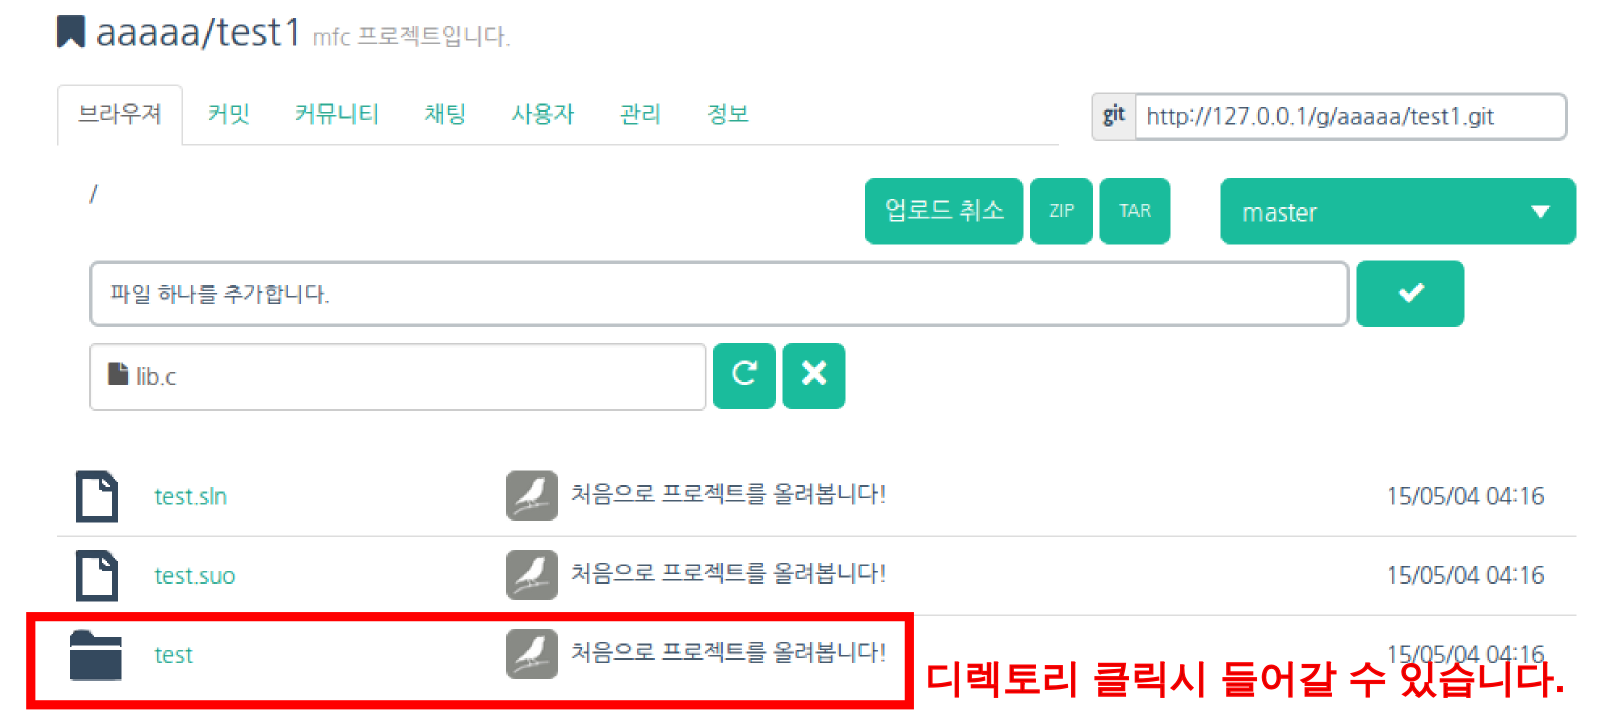 aaaaa/test1 mfc 프로젝트입니다.
브라우져 커밋 커뮤니티 채팅 사용자 관리 정보 git http://127.0.0.1/g/aaaaa/test1.git
/ 업로드 취소 ZIP TAR master
파일 하나를 추가합니다.
lib.c
test.sln 처음으로 프로젝트를 올려봅니다! 15/05/04 04:16
test.suo 처음으로 프로젝트를 올려봅니다! 15/05/04 04:16
test 처음으로 프로젝트를 올려봅니다! 15/05/04 04:16
디렉토리 클릭시 들어갈 수 있습니다.